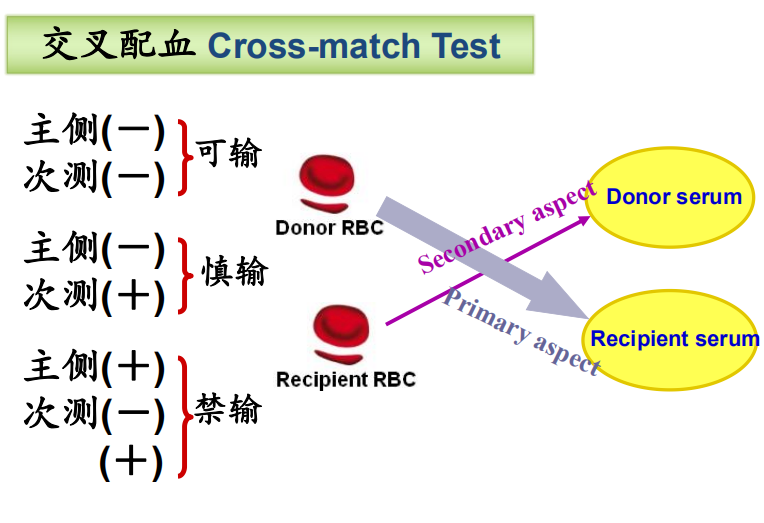 交叉配血 Cross-match Test
主侧(－)
次测(－)
可输
主侧(－)
次测(＋)
慎输
主侧(＋)
次测(－)
(＋)
禁输
Donor RBC
Recipient RBC
Secondary aspect
Primary aspect
Donor serum
Recipient serum